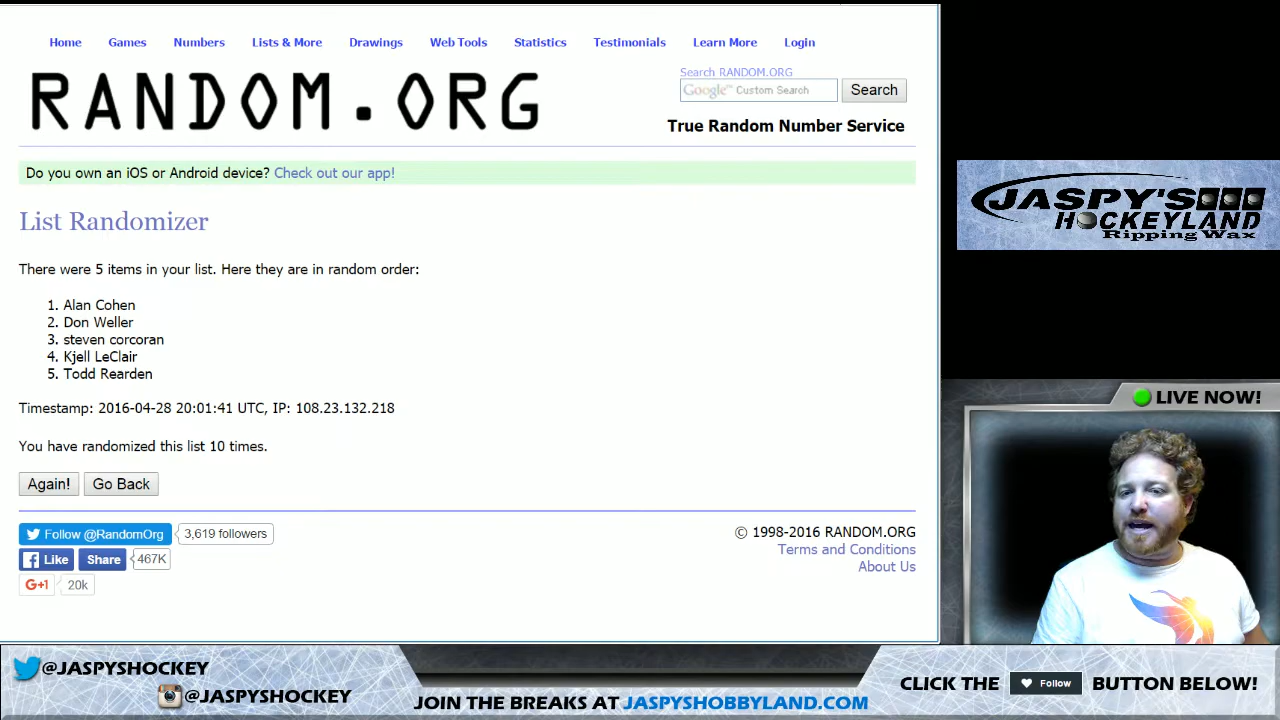 Home Games Numbers Lists & More Drawings Web Tools Statistics Testimonials Learn More Login
RANDOM.ORG
Search RANDOM.ORG
Google™ Custom Search Search
True Random Number Service
Do you own an iOS or Android device? Check out our app!
List Randomizer
There were 5 items in your list. Here they are in random order:
1. Alan Cohen
2. Don Weller
3. steven corcoran
4. Kjell LeClair
5. Todd Rearden
Timestamp: 2016-04-28 20:01:41 UTC, IP: 108.23.132.218
You have randomized this list 10 times.
Again! Go Back
Follow @RandomOrg 3,619 followers
Like Share 467K
G+1 20k
© 1998-2016 RANDOM.ORG
Terms and Conditions
About Us
JASPY'S
HOCKEYLAND
Ripping Wax
LIVE NOW!
@JASPYSHOCKEY
@JASPYSHOCKEY
JOIN THE BREAKS AT JASPYSHOBBYLAND.COM
CLICK THE Follow BUTTON BELOW!